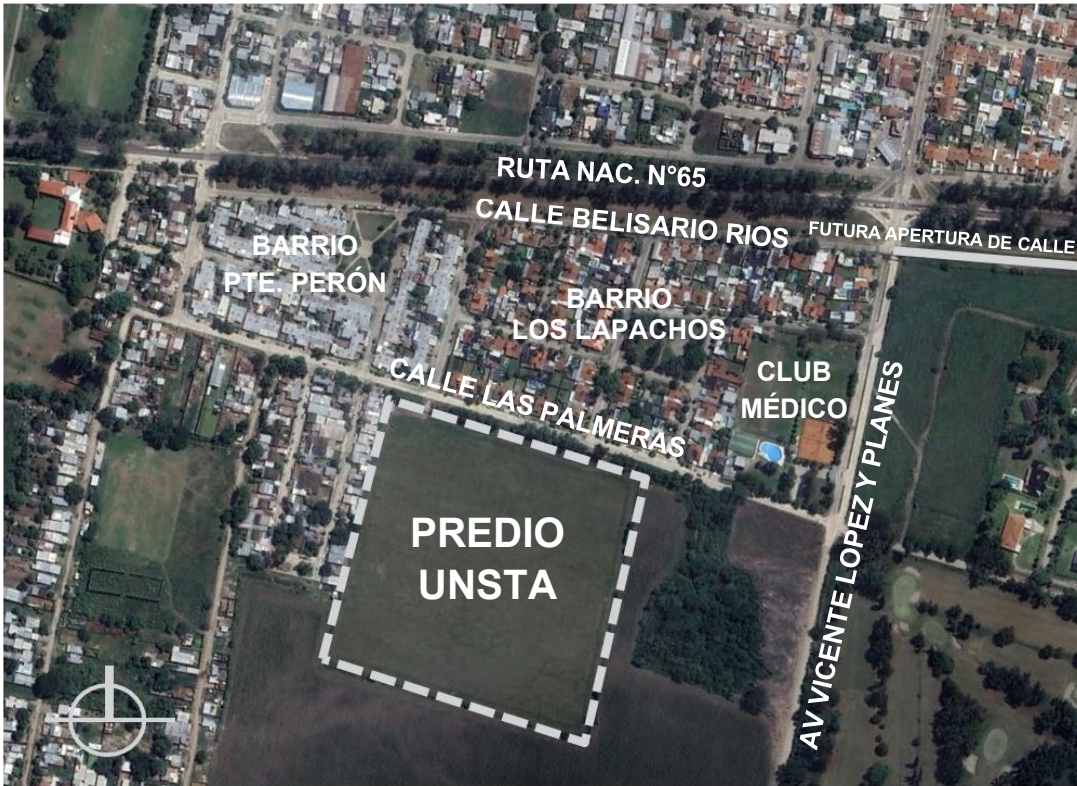 RUTA NAC. N°65
CALLE BELISARIO RIOS
FUTURA APERTURA DE CALLE
BARRIO
PTE. PERÓN
BARRIO
LOS LAPACHOS
CLUB
MÉDICO
CALLE LAS PALMERAS
AV VICENTE LOPEZ Y PLANES
PREDIO
UNSTA